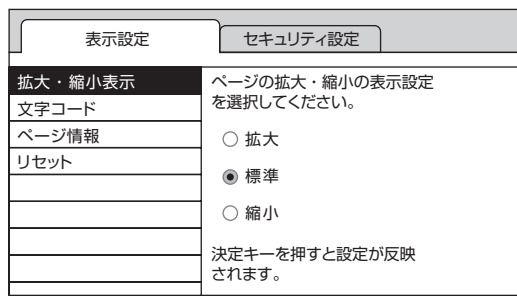 表示設定
セキュリティ設定
拡大・縮小表示
文字コード
ページ情報
リセット
ページの拡大・縮小の表示設定
を選択してください。
拡大
標準
縮小
決定キーを押すと設定が反映
されます。